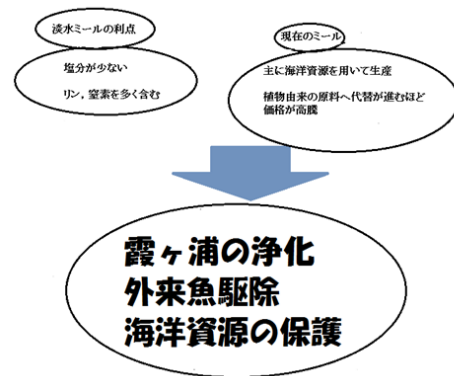 淡水ミールの利点
塩分が少ない
リン，窒素を多く含む
現在のミール
主に海洋資源を用いて生産
植物由来の原料へ代替が進むほど
価格が高騰
霞ヶ浦の浄化
外来魚駆除
海洋資源の保護